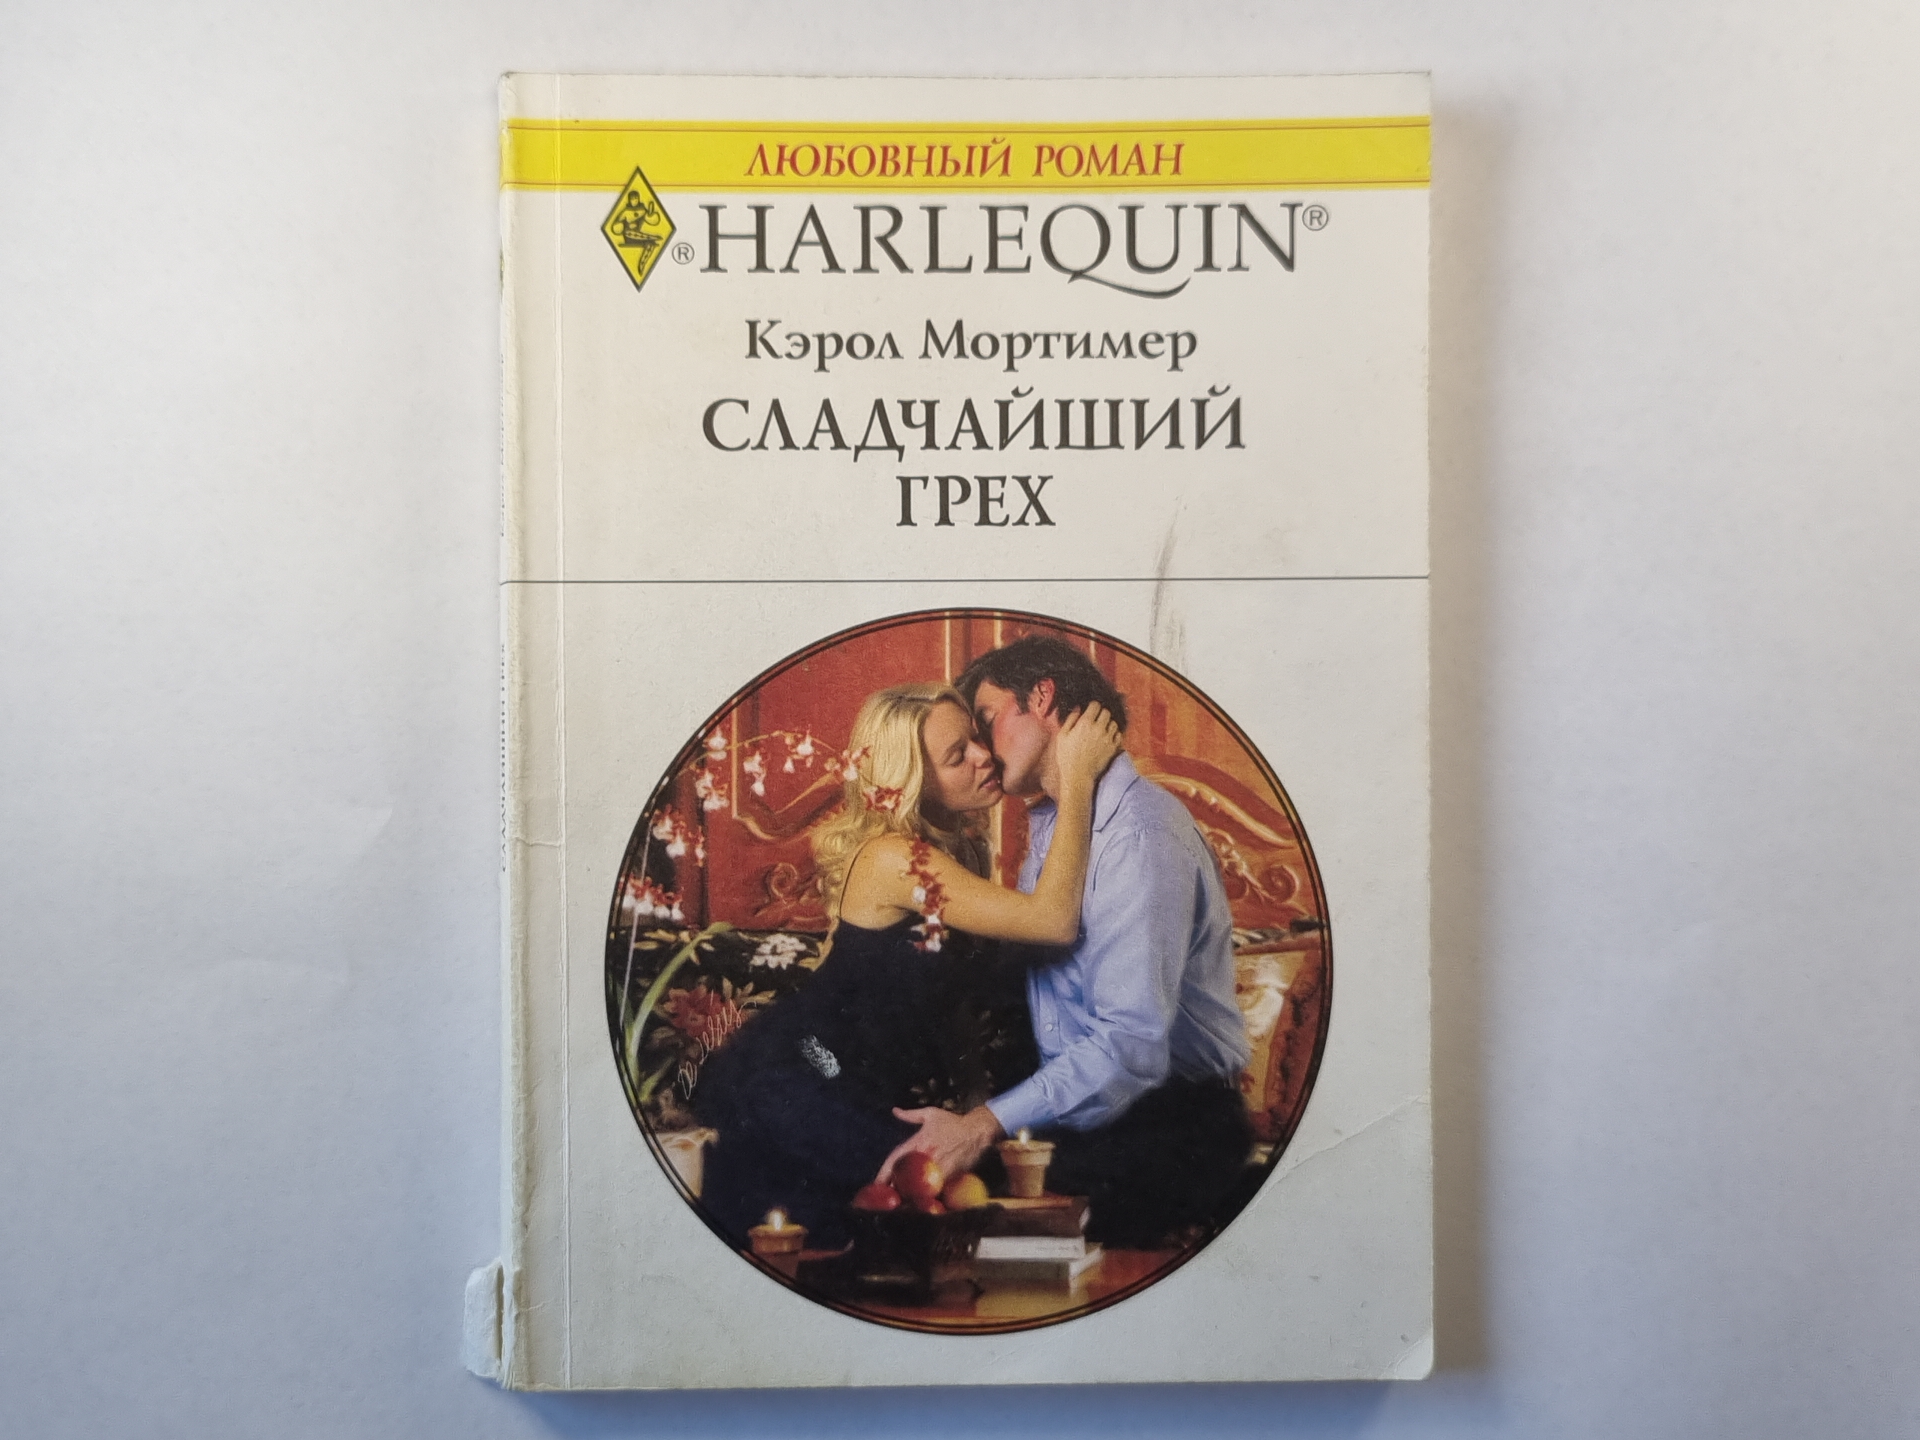 ЛЮБОВНЫЙ РОМАН
® HARLEQUIN®
Кэрол Мортимер
СЛАДЧАЙШИЙ
ГРЕХ